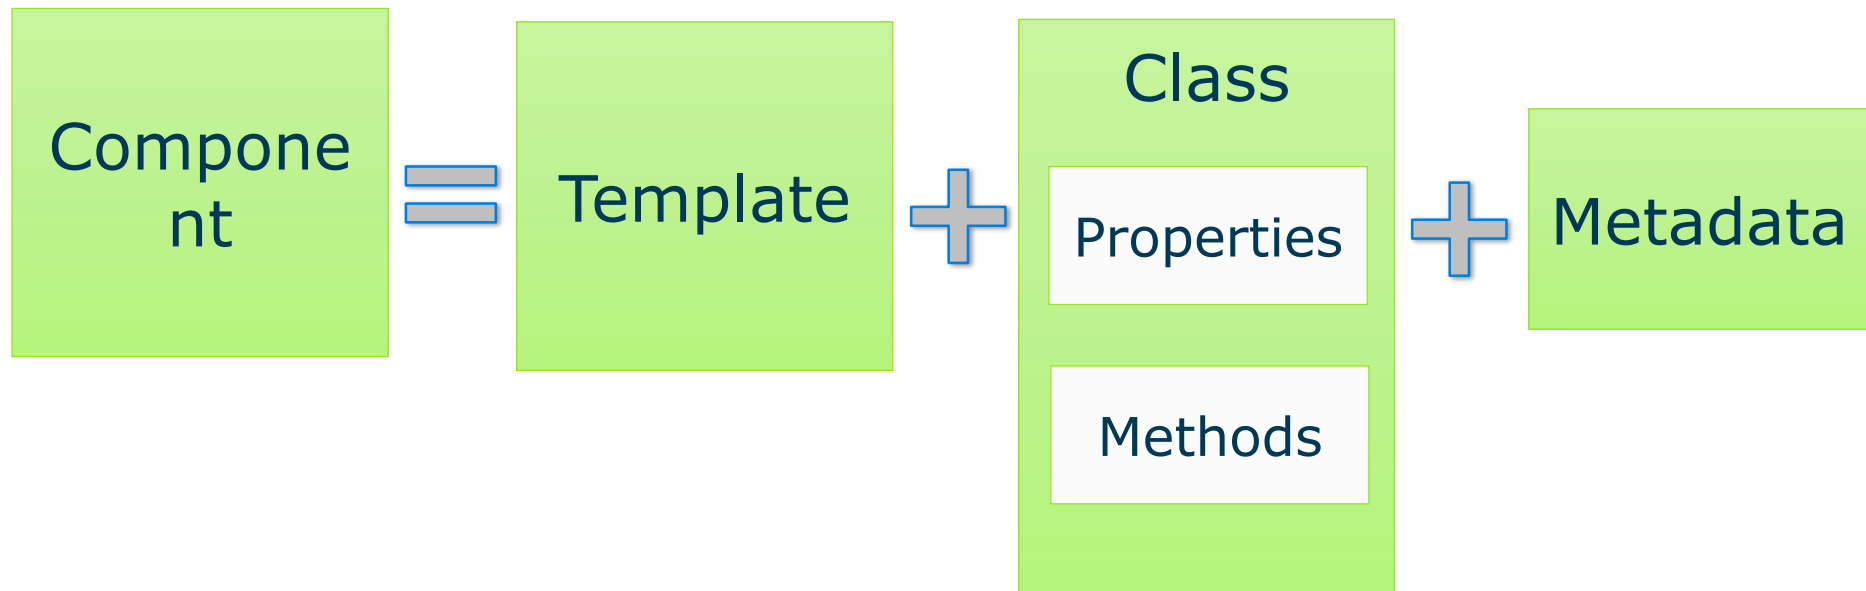 Compone
nt
Template
Class
Properties
Methods
Metadata